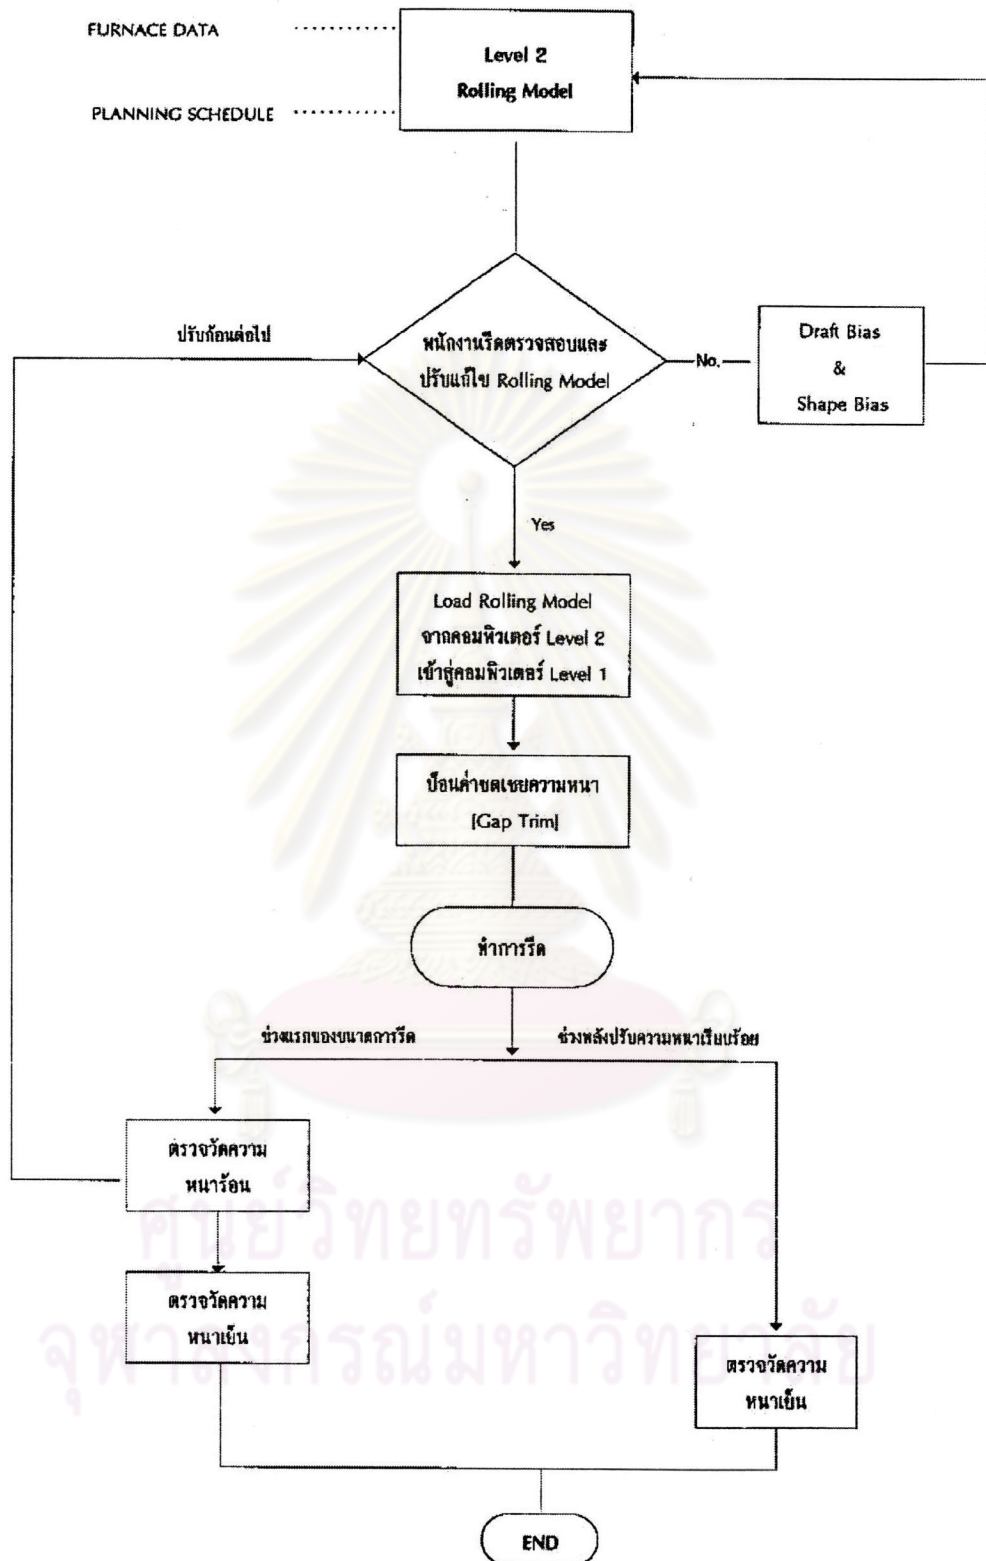 FURNACE DATA
Level 2
Rolling Model
PLANNING SCHEDULE
ปรับก้อนต่อไป
พนักงานรีดตรวจสอบและ
ปรับแก้ไข Rolling Model
No.
Draft Bias
&
Shape Bias
Yes
Load Rolling Model
จากคอมพิวเตอร์ Level 2
เข้าสู่คอมพิวเตอร์ Level 1
ป้อนค่าชดเชยความหนา
[Gap Trim]
ทำการรีด
ช่วงแรกของขนาดการรีด
ช่วงหลังปรับความหนาเรียบร้อย
ตรวจวัดความ
หนาร้อน
ศูนย์วิทยทรัพยากร
ตรวจวัดความ
หนาเย็น
จุฬาลงกรณ์มหาวิทยาลัย
ตรวจวัดความ
หนาเย็น
END